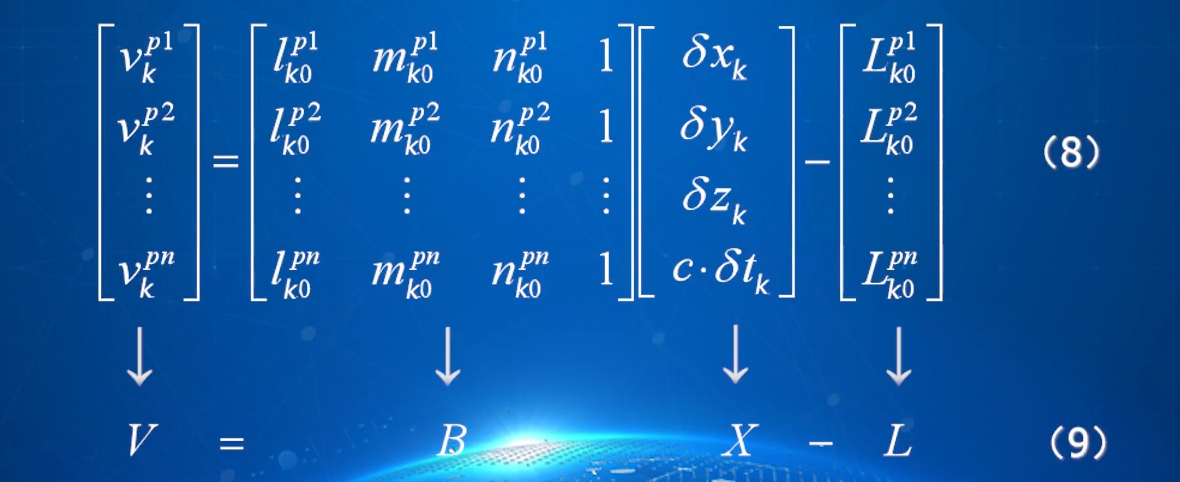 $$\begin{bmatrix} v_k^{p1} \\ v_k^{p2} \\ \vdots \\ v_k^{pn} \end{bmatrix} = \begin{bmatrix} l_{k0}^{p1} & m_{k0}^{p1} & n_{k0}^{p1} & 1 \\ l_{k0}^{p2} & m_{k0}^{p2} & n_{k0}^{p2} & 1 \\ \vdots & \vdots & \vdots & \vdots \\ l_{k0}^{pn} & m_{k0}^{pn} & n_{k0}^{pn} & 1 \end{bmatrix} \begin{bmatrix} \delta x_k \\ \delta y_k \\ \delta z_k \\ c \cdot \delta t_k \end{bmatrix} - \begin{bmatrix} L_{k0}^{p1} \\ L_{k0}^{p2} \\ \vdots \\ L_{k0}^{pn} \end{bmatrix}$$ （8）
↓ ↓ ↓ ↓
V = B X − L （9）